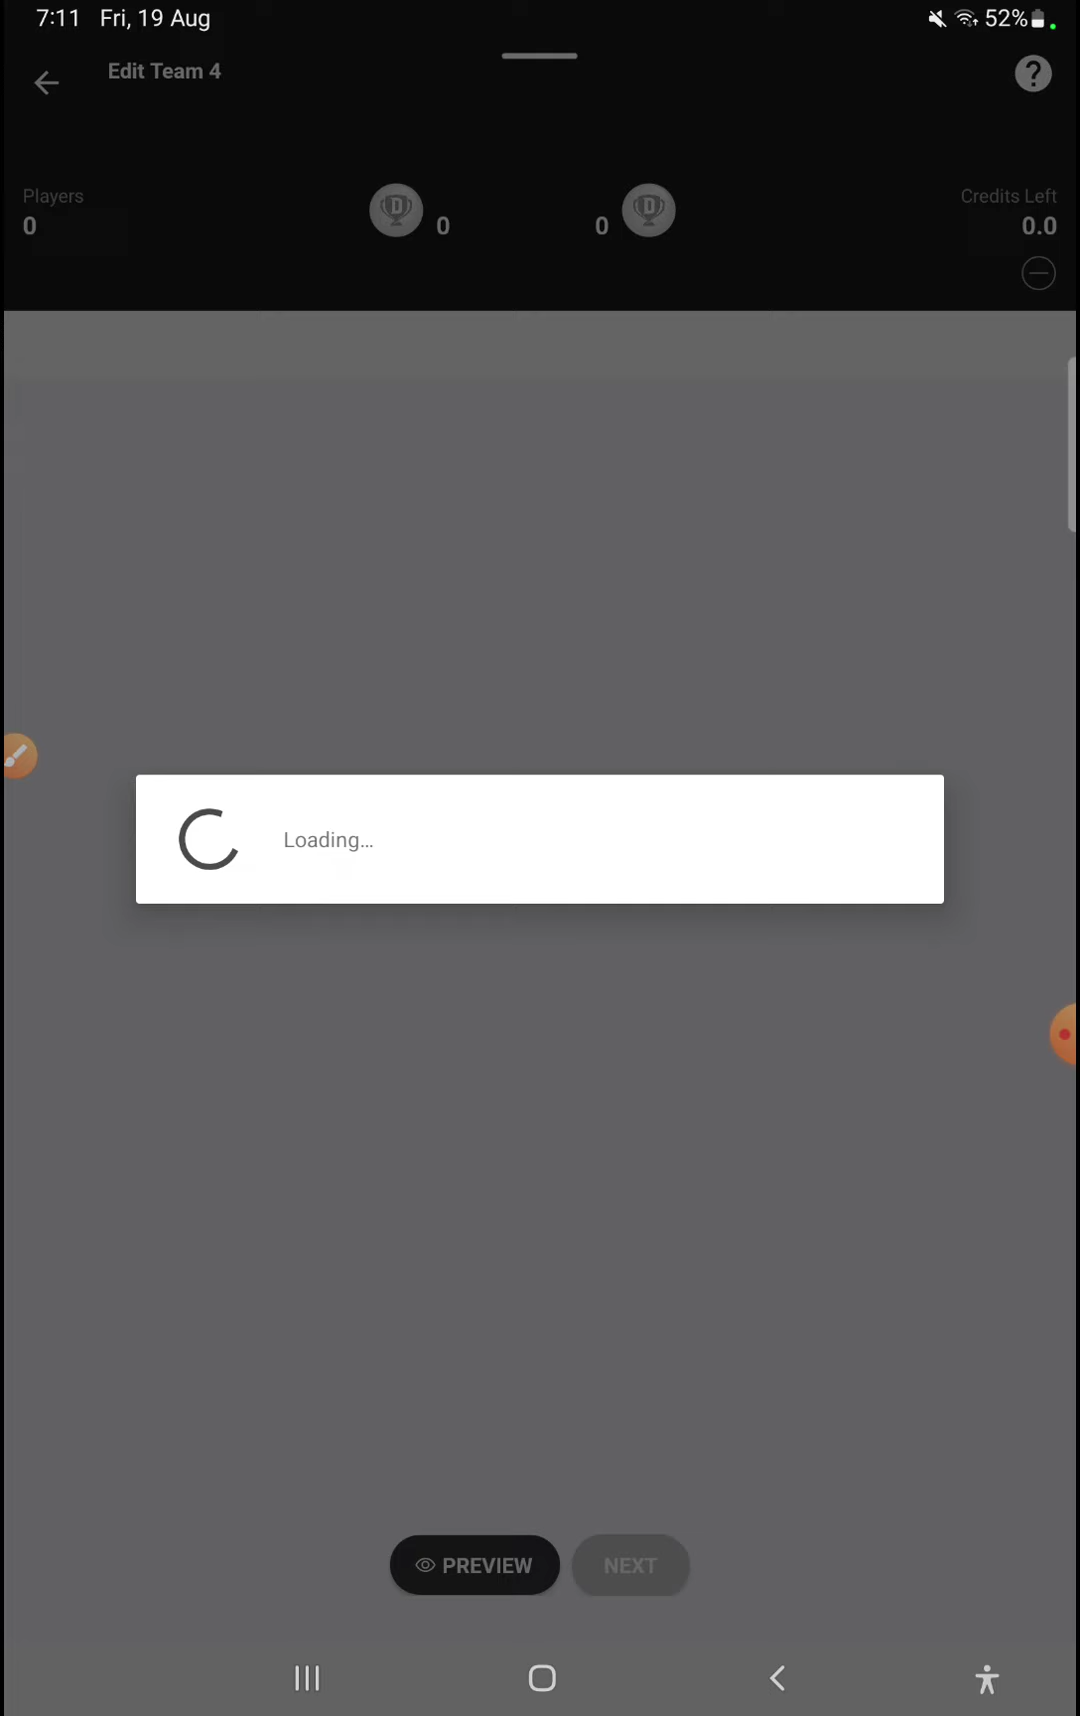 7:11 Fri, 19 Aug 52%
Edit Team 4
?
Players
0
D 0
0 D
Credits Left
0.0
Loading...
PREVIEW
NEXT